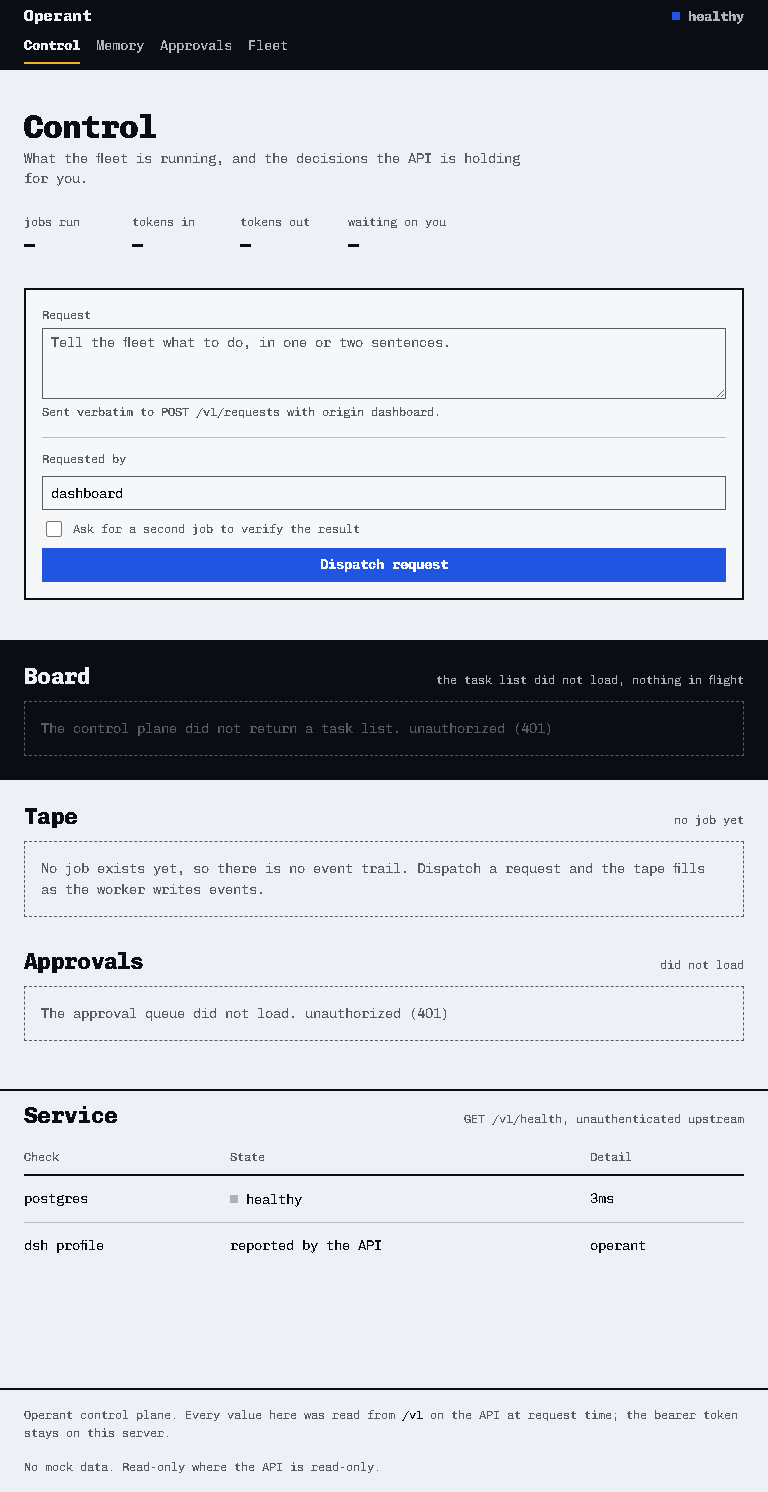 Operant
healthy
Control Memory Approvals Fleet
Control
What the fleet is running, and the decisions the API is holding
for you.
jobs run tokens in tokens out waiting on you
– – – –
Request
Tell the fleet what to do, in one or two sentences.
Sent verbatim to POST /v1/requests with origin dashboard.
Requested by
dashboard
Ask for a second job to verify the result
Dispatch request
Board
the task list did not load, nothing in flight
The control plane did not return a task list. unauthorized (401)
Tape
no job yet
No job exists yet, so there is no event trail. Dispatch a request and the tape fills
as the worker writes events.
Approvals
did not load
The approval queue did not load. unauthorized (401)
Service
GET /v1/health, unauthenticated upstream
Check State Detail
postgres healthy 3ms
dsh profile reported by the API operant
Operant control plane. Every value here was read from /v1 on the API at request time; the bearer token
stays on this server.
No mock data. Read-only where the API is read-only.